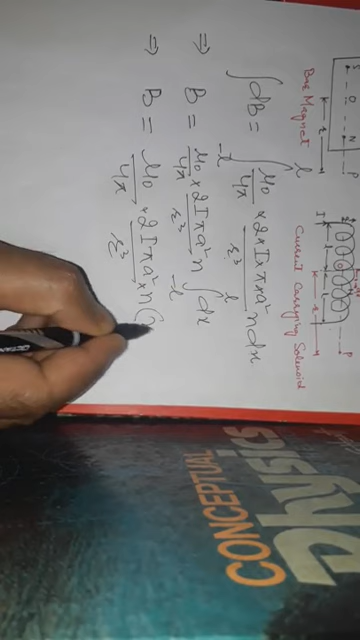 S O N P
Bar Magnet
r
P
Current Carrying Solenoid
r
∫dB = ∫_{-l}^{l} μ₀/4π × 2×I×π×a² n dx / r³
⇒ B = μ₀/4π × 2Iπa²n / r³ ∫_{-l}^{l} dx
⇒ B = μ₀/4π × 2Iπa² / r³ × n (
CONCEPTUAL
Physics